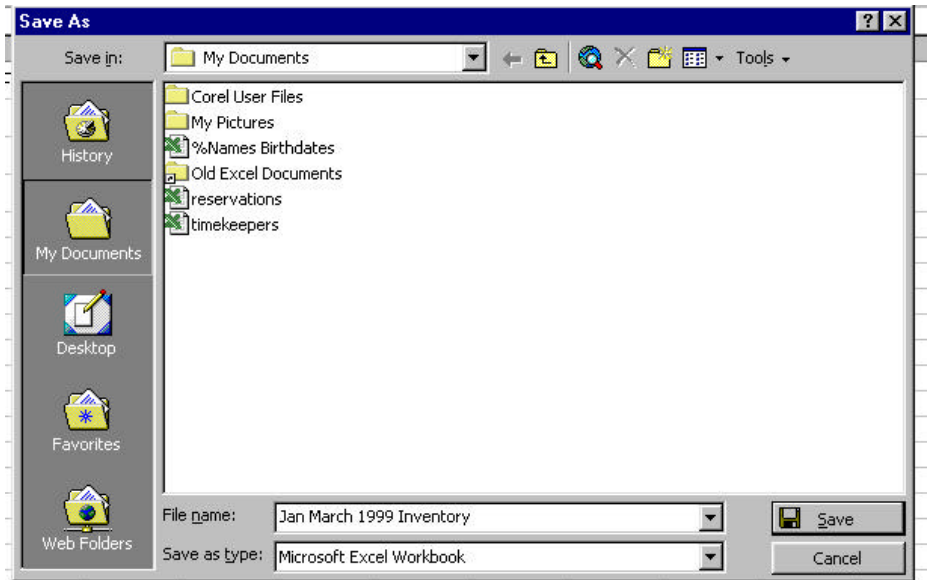 Save As
Save in: My Documents Tools
History
My Documents
Desktop
Favorites
Web Folders
Corel User Files
My Pictures
%Names Birthdates
Old Excel Documents
reservations
timekeepers
File name: Jan March 1999 Inventory Save
Save as type: Microsoft Excel Workbook Cancel